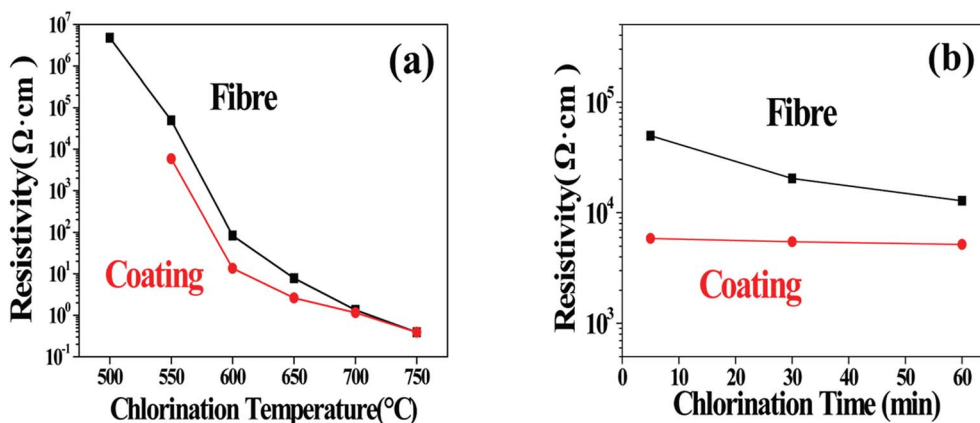 (a)
Fibre
Coating
Resistivity(Ω·cm)
10^7
10^6
10^5
10^4
10^3
10^2
10^1
10^0
10^-1
500 550 600 650 700 750
Chlorination Temperature(°C)
(b)
Fibre
Coating
Resistivity(Ω·cm)
10^5
10^4
10^3
0 10 20 30 40 50 60
Chlorination Time (min)